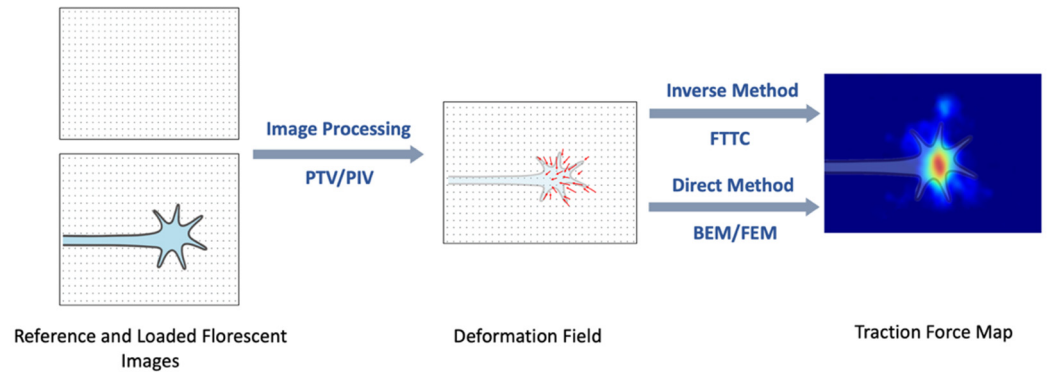 Image Processing
PTV/PIV
Inverse Method
FTTC
Direct Method
BEM/FEM
Reference and Loaded Florescent
Images
Deformation Field
Traction Force Map